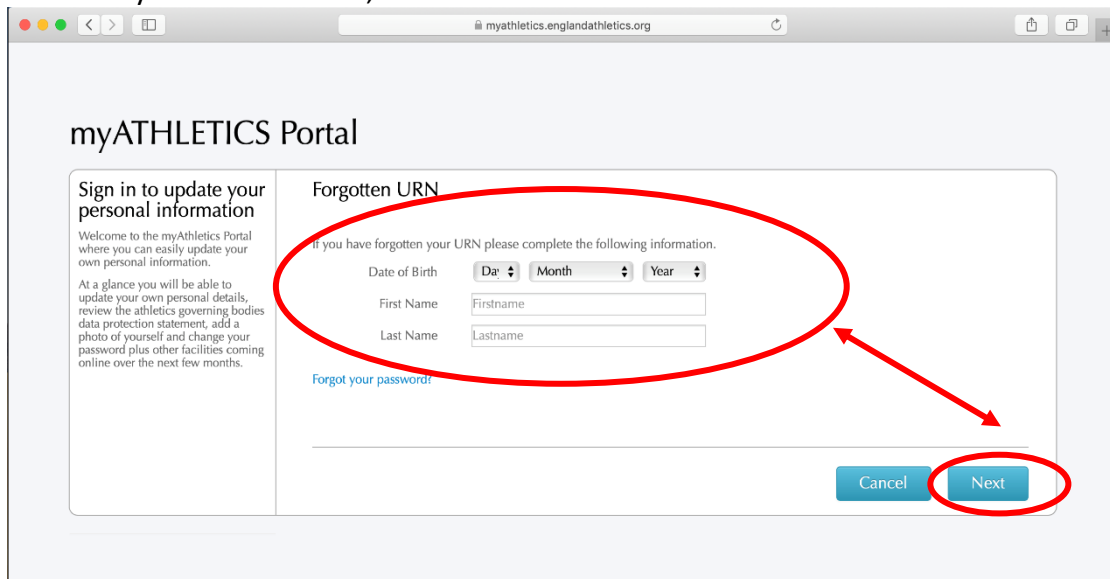 myathletics.englandathletics.org
myATHLETICS Portal
Sign in to update your
personal information
Welcome to the myAthletics Portal
where you can easily update your
own personal information.
At a glance you will be able to
update your own personal details,
review the athletics governing bodies
data protection statement, add a
photo of yourself and change your
password plus other facilities coming
online over the next few months.
Forgotten URN
If you have forgotten your URN please complete the following information.
Date of Birth Day Month Year
First Name Firstname
Last Name Lastname
Forgot your password?
Cancel Next